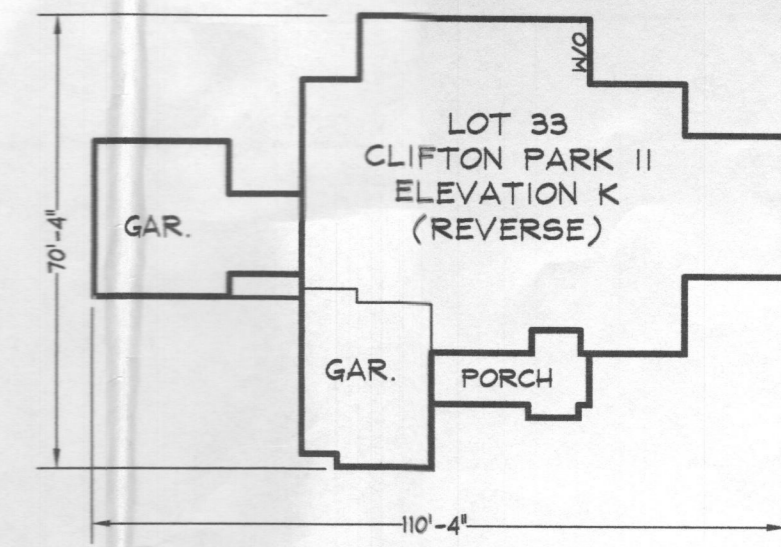 W/O
LOT 33
CLIFTON PARK II
ELEVATION K
(REVERSE)
GAR.
70'-4"
GAR.
PORCH
110'-4"